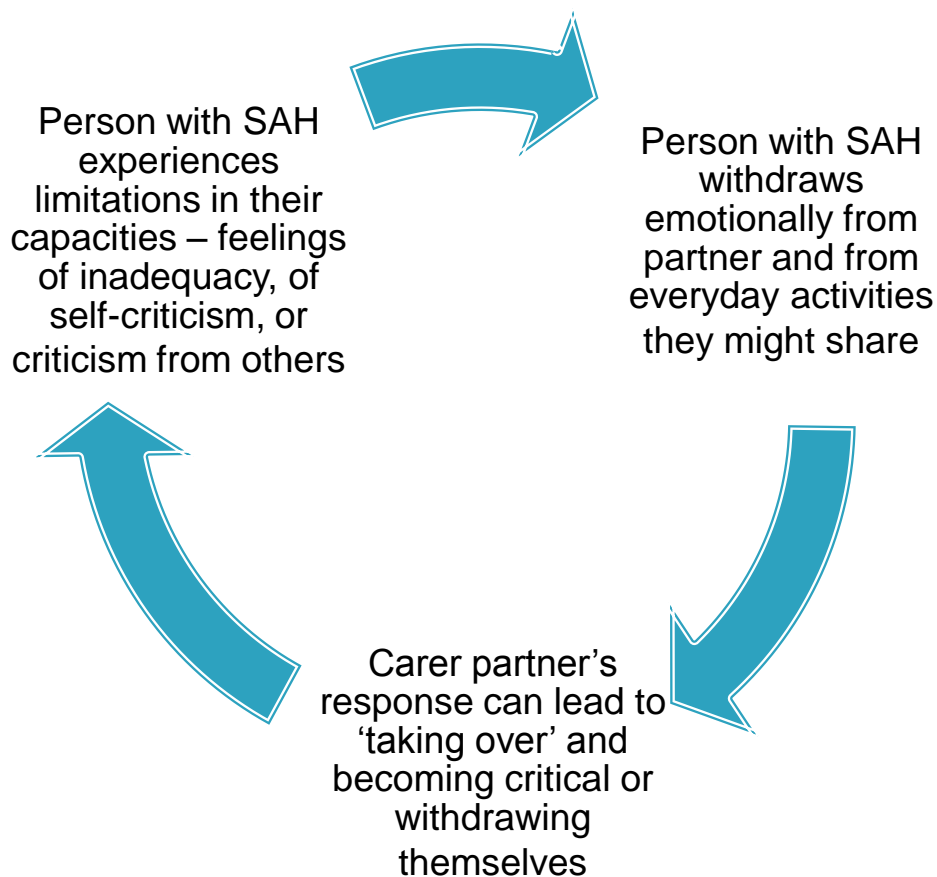 Person with SAH
experiences
limitations in their
capacities – feelings
of inadequacy, of
self-criticism, or
criticism from others
Person with SAH
withdraws
emotionally from
partner and from
everyday activities
they might share
Carer partner’s
response can lead to
‘taking over’ and
becoming critical or
withdrawing
themselves